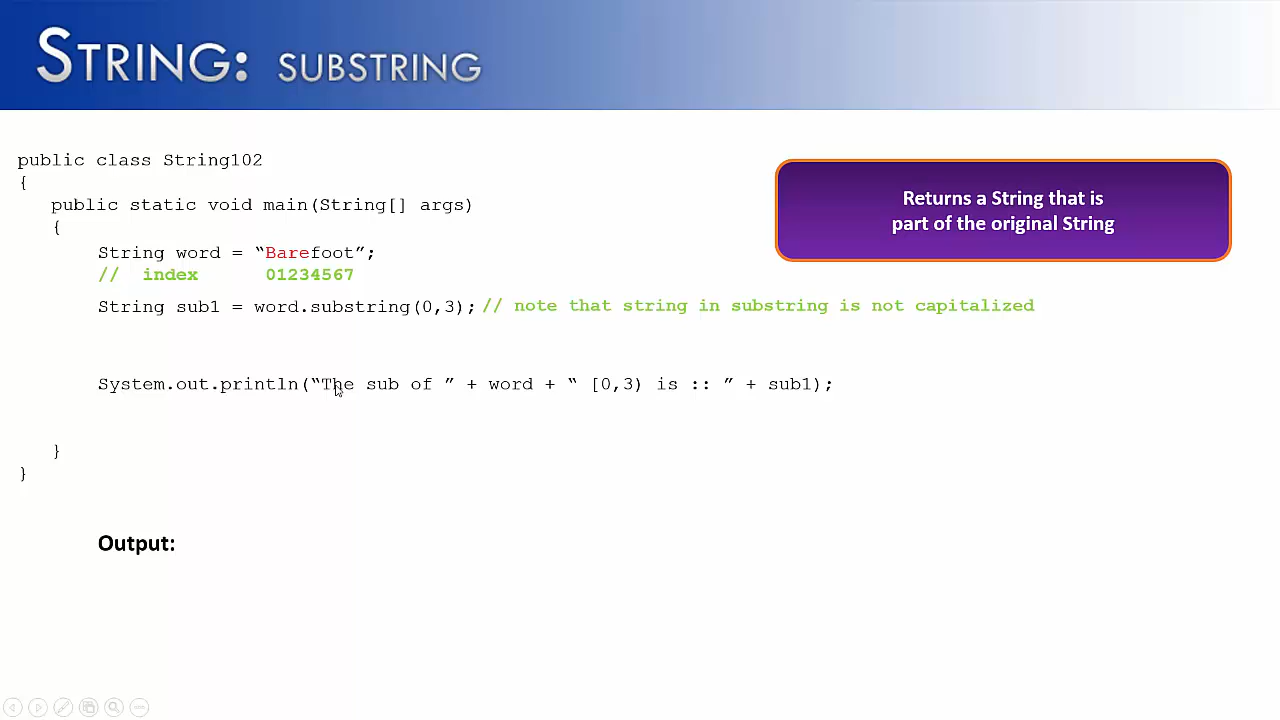 STRING: SUBSTRING
public class String102
{
public static void main(String[] args)
{
String word = “Barefoot”;
// index 01234567
String sub1 = word.substring(0,3); // note that string in substring is not capitalized
System.out.println(“The sub of ” + word + “ [0,3) is :: ” + sub1);
}
}
Returns a String that is
part of the original String
Output: